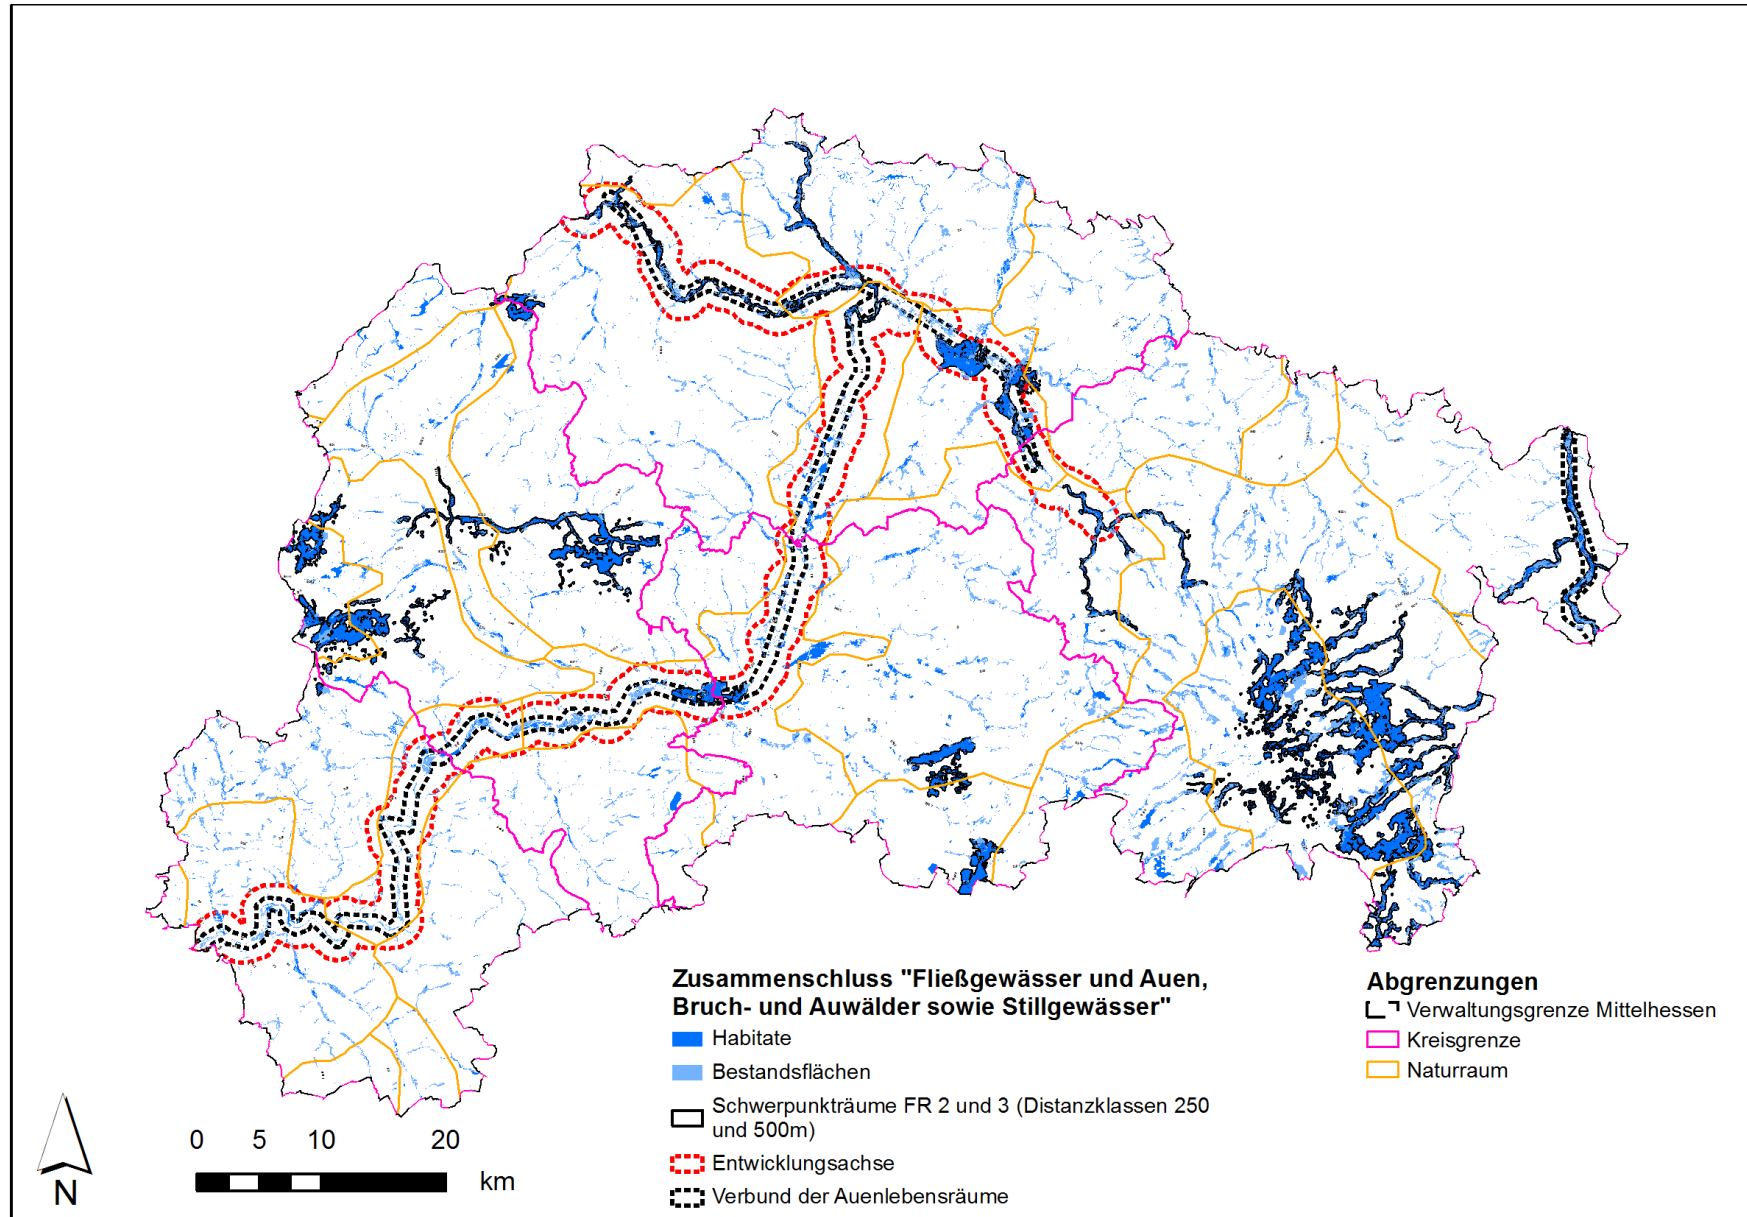 Zusammenschluss "Fließgewässer und Auen,
Bruch- und Auwälder sowie Stillgewässer"
Habitate
Bestandsflächen
Schwerpunkträume FR 2 und 3 (Distanzklassen 250
und 500m)
Entwicklungsachse
Verbund der Auenlebensräume
Abgrenzungen
Verwaltungsgrenze Mittelhessen
Kreisgrenze
Naturraum
0 5 10 20
km
N